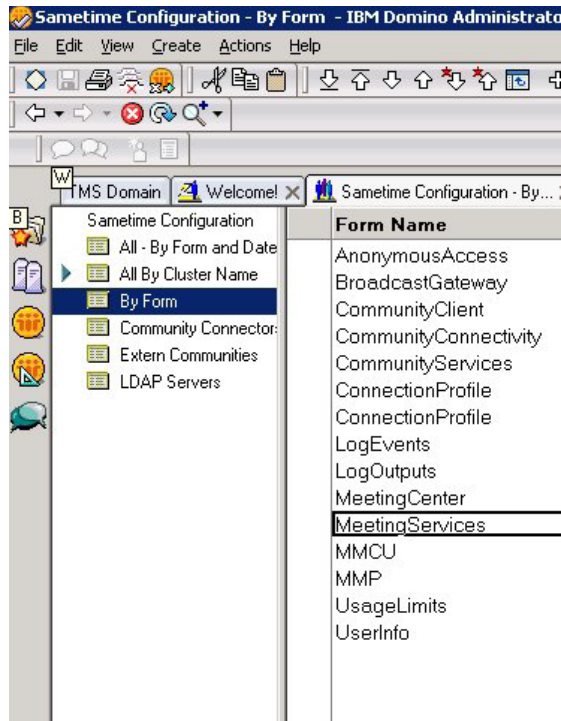 Sametime Configuration - By Form - IBM Domino Administrato
File Edit View Create Actions Help
W
TMS Domain Welcome! Sametime Configuration - By...
B
Sametime Configuration
All - By Form and Date
All By Cluster Name
By Form
Community Connector
Extern Communities
LDAP Servers
Form Name
AnonymousAccess
BroadcastGateway
CommunityClient
CommunityConnectivity
CommunityServices
ConnectionProfile
ConnectionProfile
LogEvents
LogOutputs
MeetingCenter
MeetingServices
MMCU
MMP
UsageLimits
UserInfo